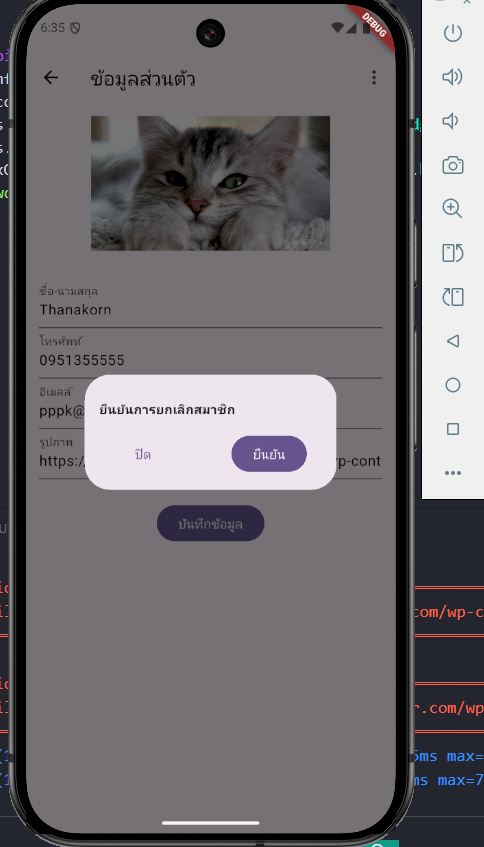 6:35
DEBUG
ข้อมูลส่วนตัว
ชื่อ-นามสกุล
Thanakorn
โทรศัพท์
0951355555
อีเมลล์
pppk@
ยืนยันการยกเลิกสมาชิก
รูปภาพ
ปิด
ยืนยัน
https:/
p-cont
บันทึกข้อมูล
com/wp-c
r.com/wp
ms max=
ms max=7